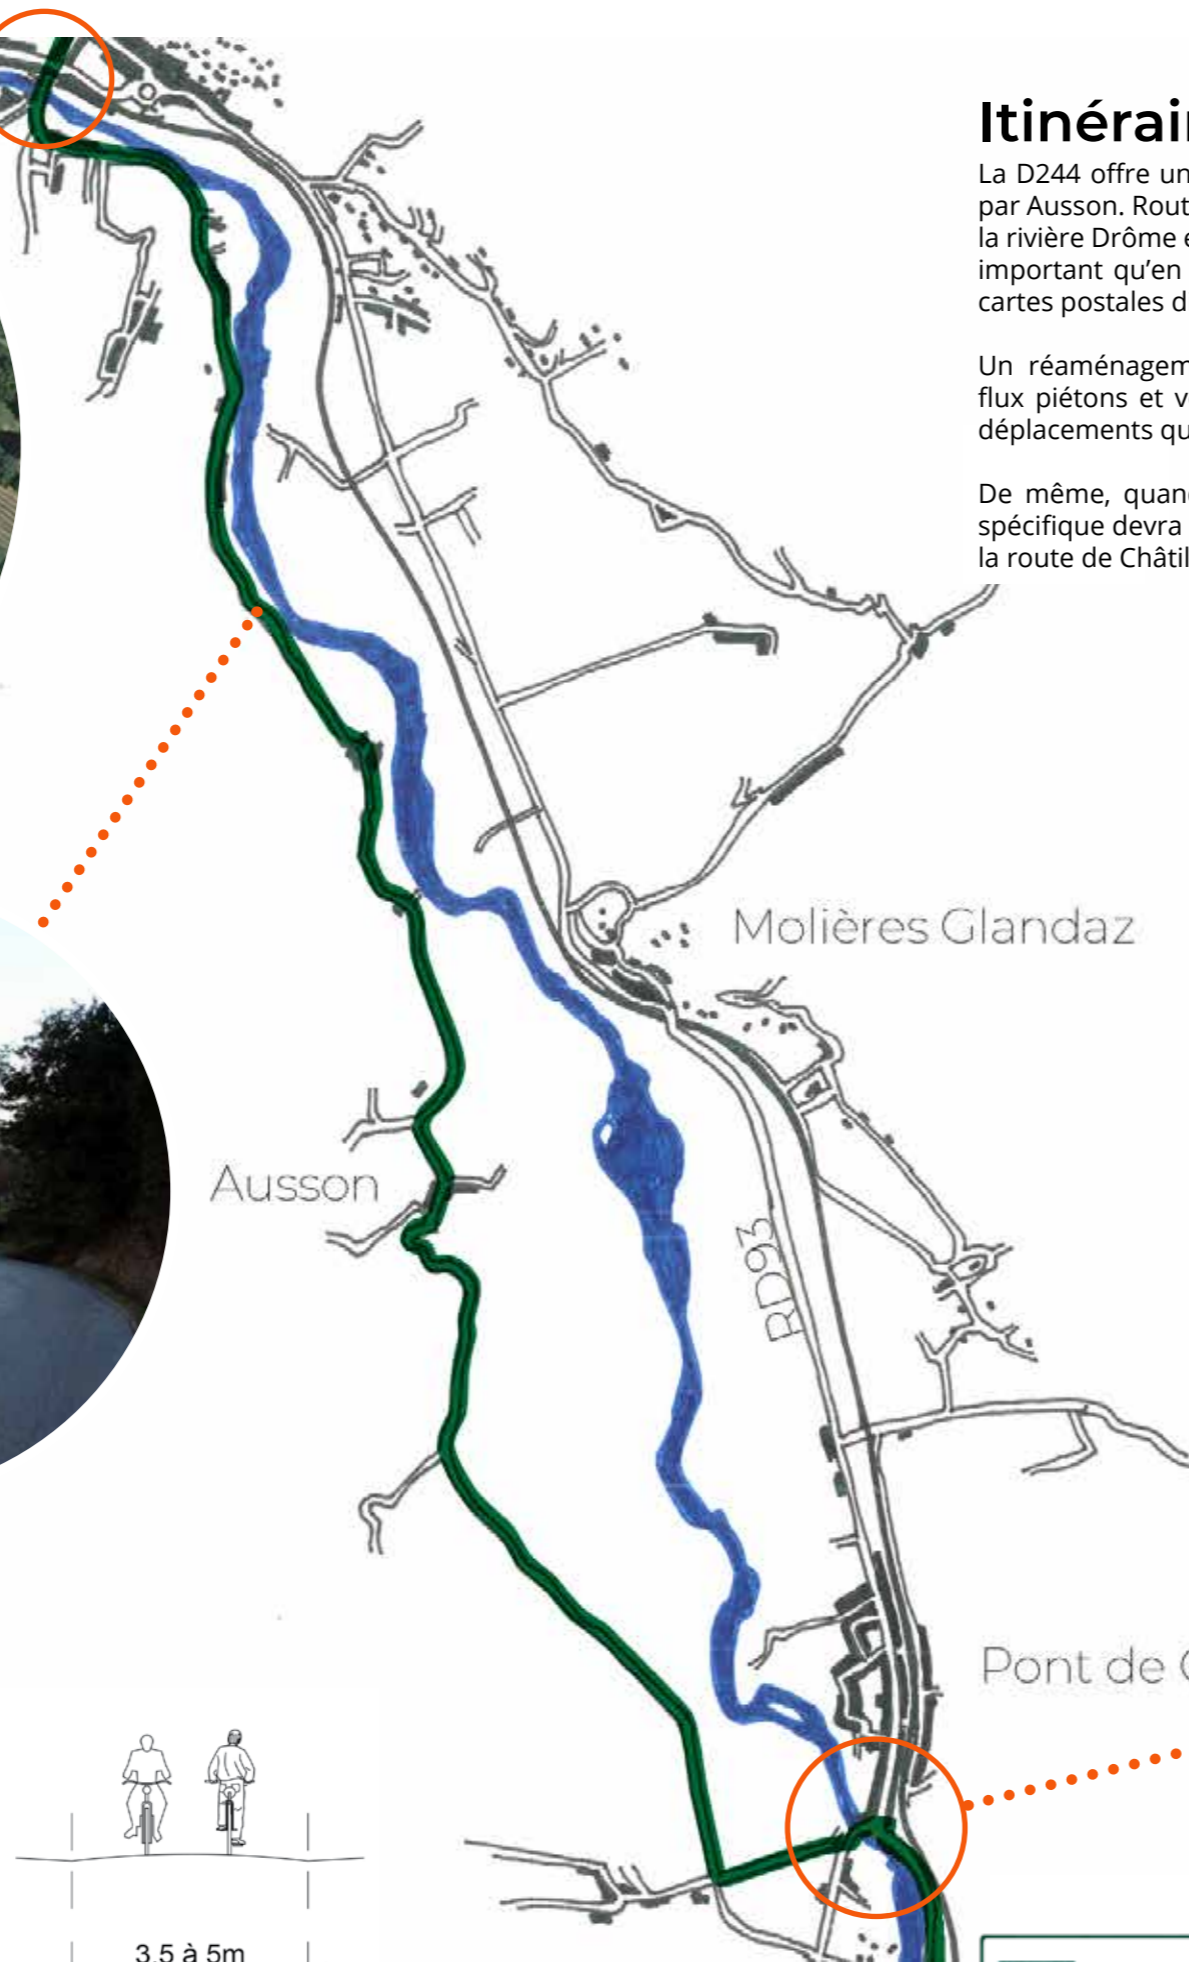 La D244 offre un
par Ausson. Rout
la rivière Drôme
important qu’en
cartes postales d
Un réaménagem
flux piétons et v
déplacements qu
De même, quan
spécifique devra
la route de Châtil
Molières Glandaz
Ausson
RD93
Pont de
3.5 à 5m